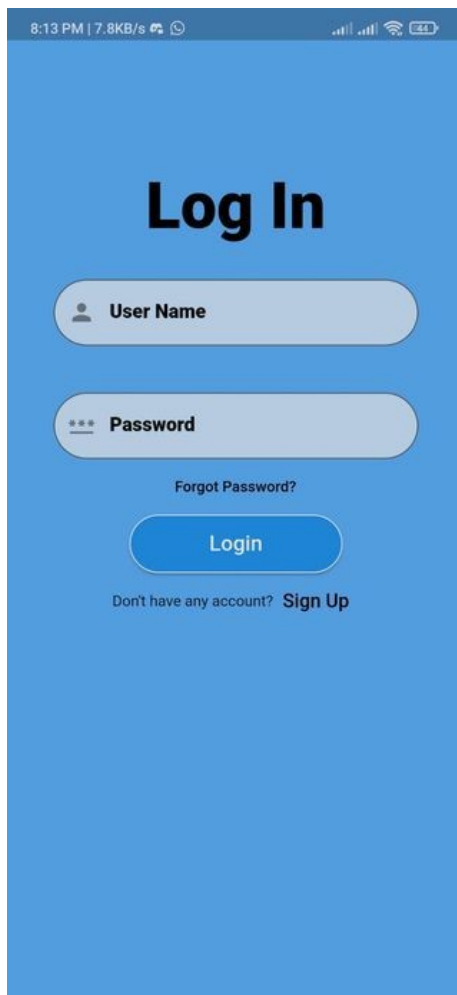 8:13 PM | 7.8KB/s
44
Log In
User Name
*** Password
Forgot Password?
Login
Don't have any account? Sign Up